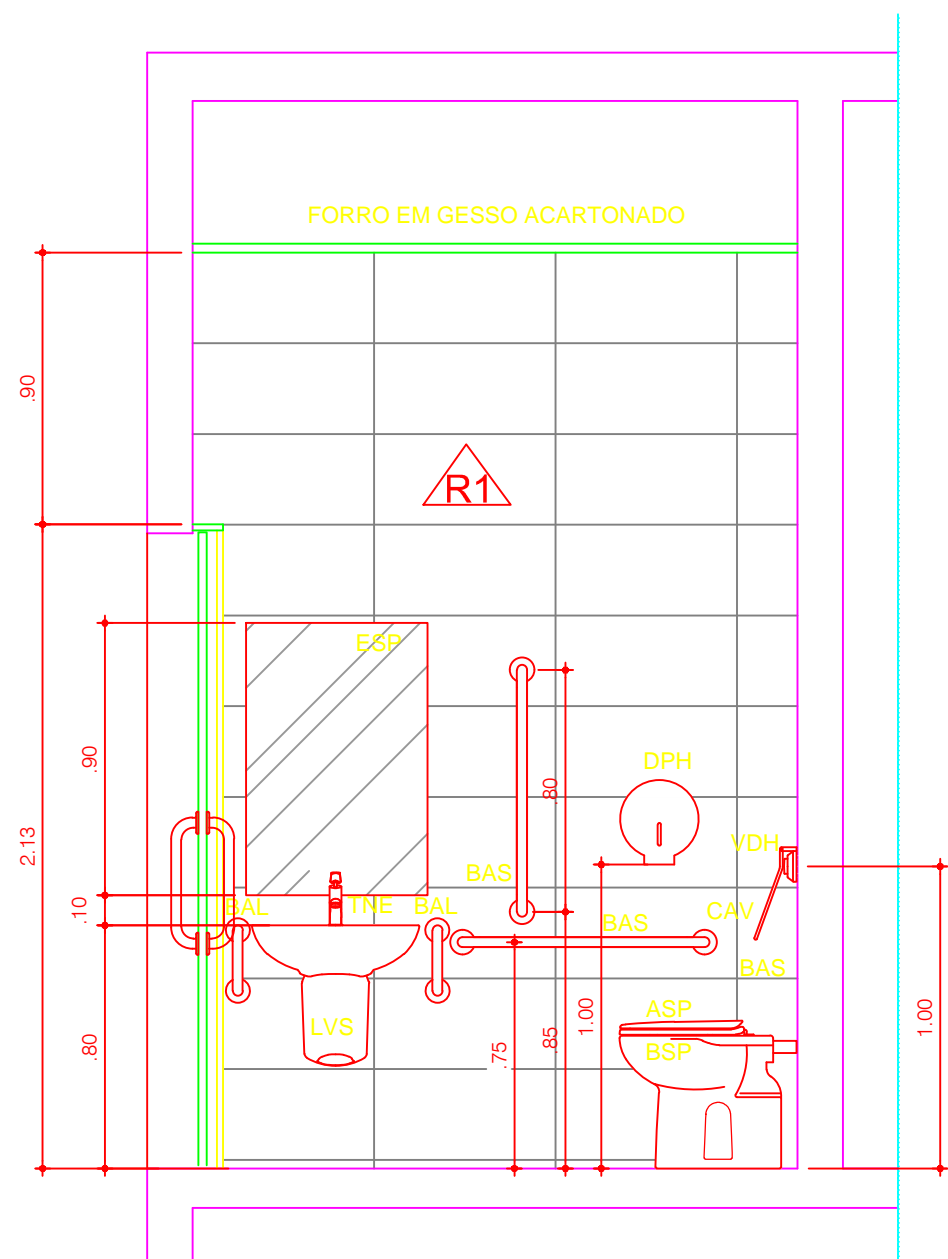 FORRO EM GESSO ACARTONADO
.90
R1
ESP
.90
2.13
.80
DPH
VDH
BAS
.10
BAL
TNE
BAL
CAV
BAS
BAS
LVS
ASP
BSP
.80
.75
.85
1.00
1.00